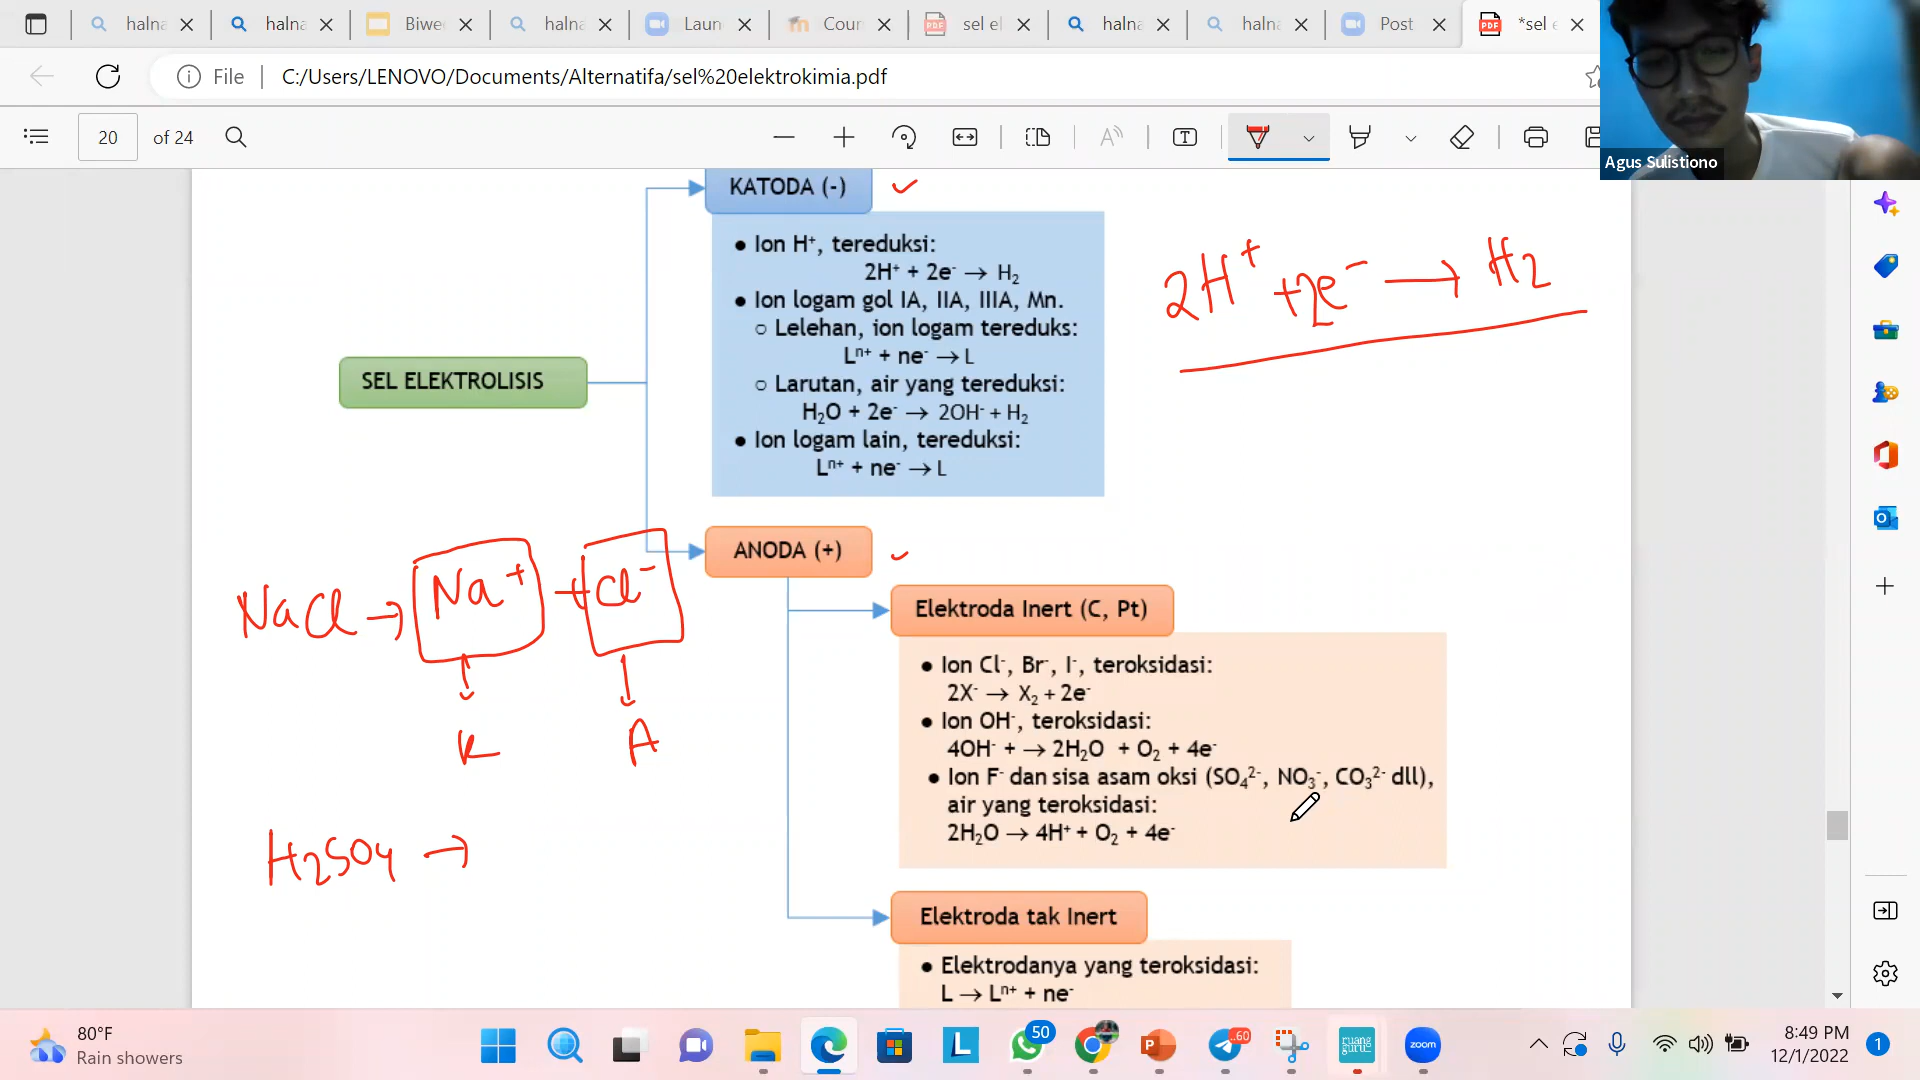 halna
halna
Biwe
halna
Laun
Cour
sel el
halna
halna
Post
*sel e
File
C:/Users/LENOVO/Documents/Alternatifa/sel%20elektrokimia.pdf
20 of 24
Agus Sulistiono
KATODA (-)
• Ion H⁺, tereduksi:
2H⁺ + 2e⁻ → H₂
• Ion logam gol IA, IIA, IIIA, Mn.
○ Lelehan, ion logam tereduks:
Lⁿ⁺ + ne⁻ → L
○ Larutan, air yang tereduksi:
H₂O + 2e⁻ → 2OH⁻ + H₂
• Ion logam lain, tereduksi:
Lⁿ⁺ + ne⁻ → L
2H⁺ + 2e⁻ → H₂
SEL ELEKTROLISIS
ANODA (+)
NaCl → Na⁺ + Cl⁻
K
A
H₂SO₄ →
Elektroda Inert (C, Pt)
• Ion Cl⁻, Br⁻, I⁻, teroksidasi:
2X⁻ → X₂ + 2e⁻
• Ion OH⁻, teroksidasi:
4OH⁻ + → 2H₂O + O₂ + 4e⁻
• Ion F⁻ dan sisa asam oksi (SO₄²⁻, NO₃⁻, CO₃²⁻ dll),
air yang teroksidasi:
2H₂O → 4H⁺ + O₂ + 4e⁻
Elektroda tak Inert
• Elektrodanya yang teroksidasi:
L → Lⁿ⁺ + ne⁻
80°F
Rain showers
50
60
ruang guru
zoom
8:49 PM
12/1/2022
1